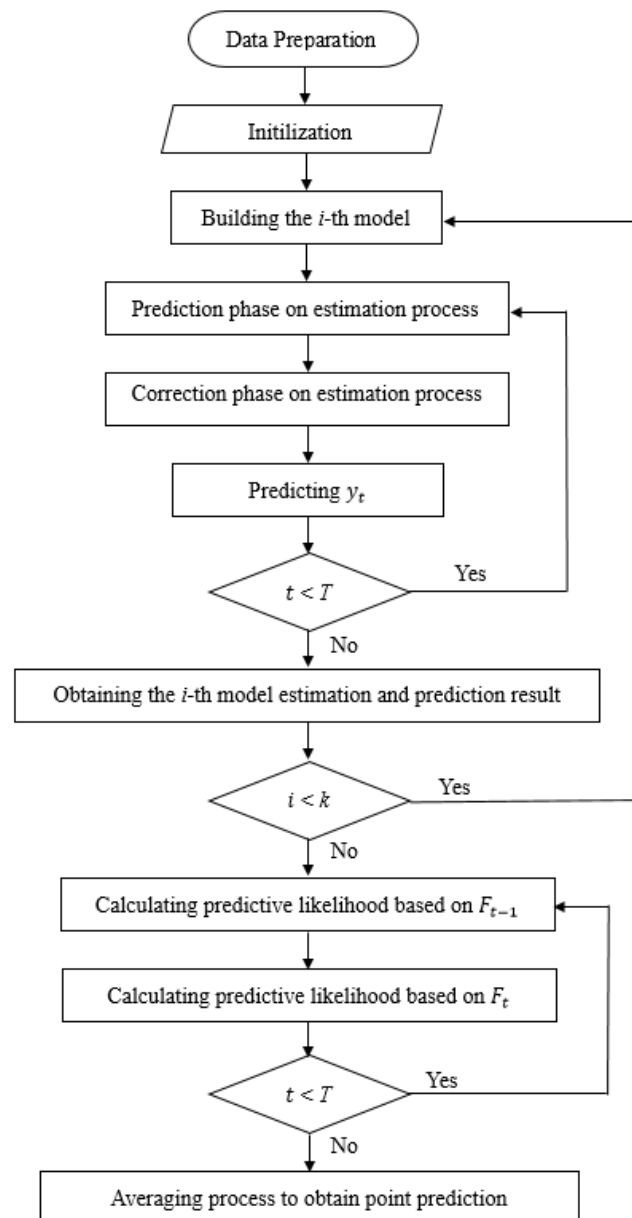 Data Preparation
Initilization
Building the i-th model
Prediction phase on estimation process
Correction phase on estimation process
Predicting y_t
t < T
Yes
No
Obtaining the i-th model estimation and prediction result
i < k
Yes
No
Calculating predictive likelihood based on F_{t−1}
Calculating predictive likelihood based on F_t
t < T
Yes
No
Averaging process to obtain point prediction